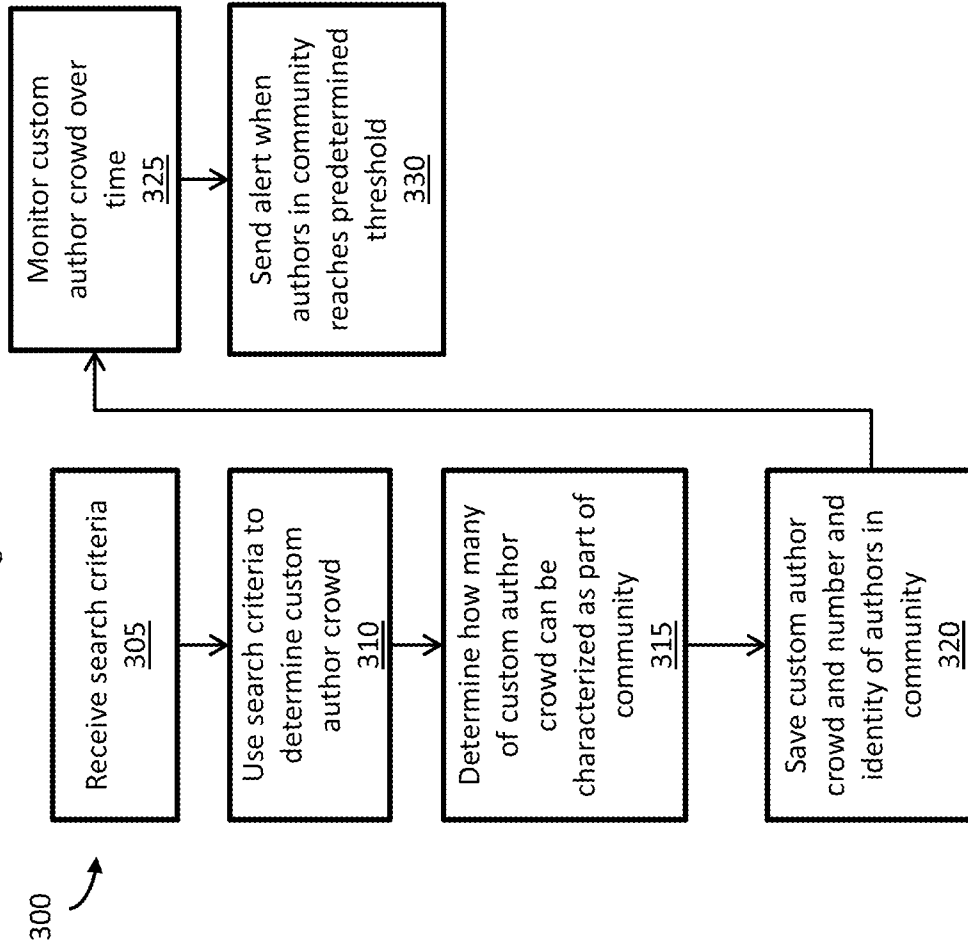 300
Receive search criteria
305
Use search criteria to
determine custom
author crowd
310
Determine how many
of custom author
crowd can be
characterized as part of
community
315
Save custom author
crowd and number and
identity of authors in
community
320
Monitor custom
author crowd over
time
325
Send alert when
authors in community
reaches predetermined
threshold
330